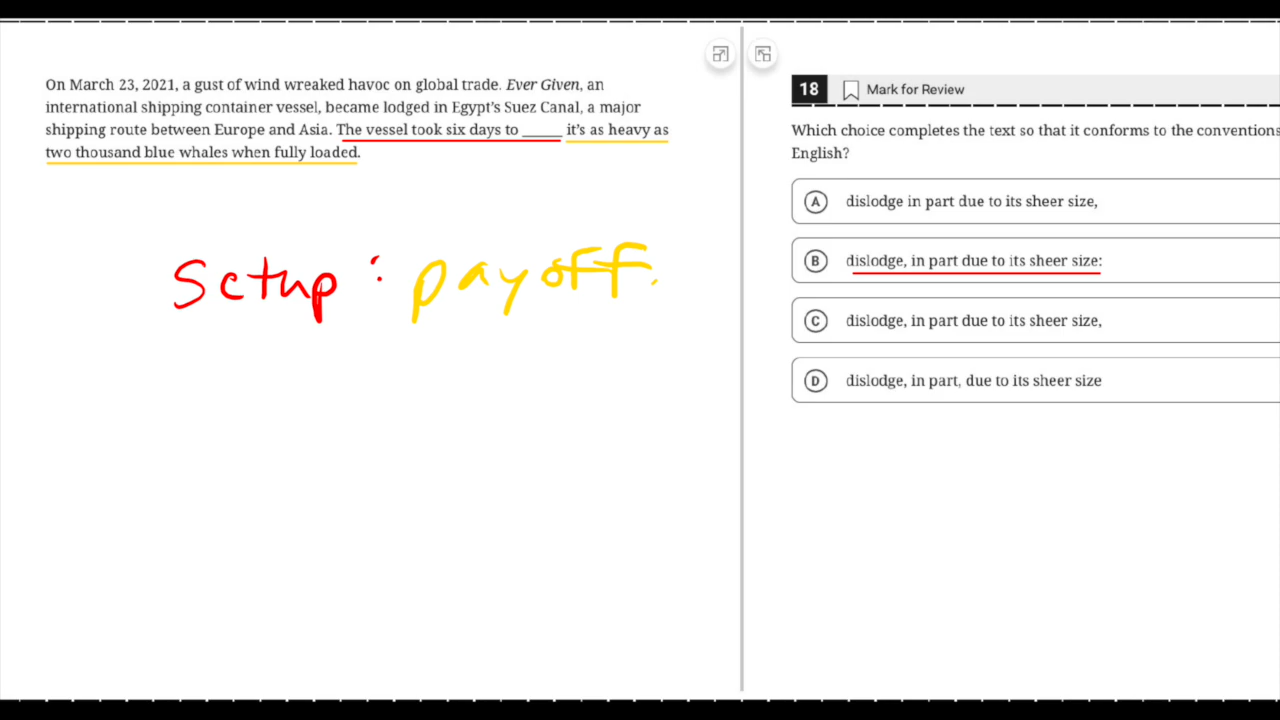 On March 23, 2021, a gust of wind wreaked havoc on global trade. Ever Given, an
international shipping container vessel, became lodged in Egypt's Suez Canal, a major
shipping route between Europe and Asia. The vessel took six days to _____ it's as heavy as
two thousand blue whales when fully loaded.
Setup : payoff.
18 Mark for Review
Which choice completes the text so that it conforms to the conventions
English?
A dislodge in part due to its sheer size,
B dislodge, in part due to its sheer size:
C dislodge, in part due to its sheer size,
D dislodge, in part, due to its sheer size